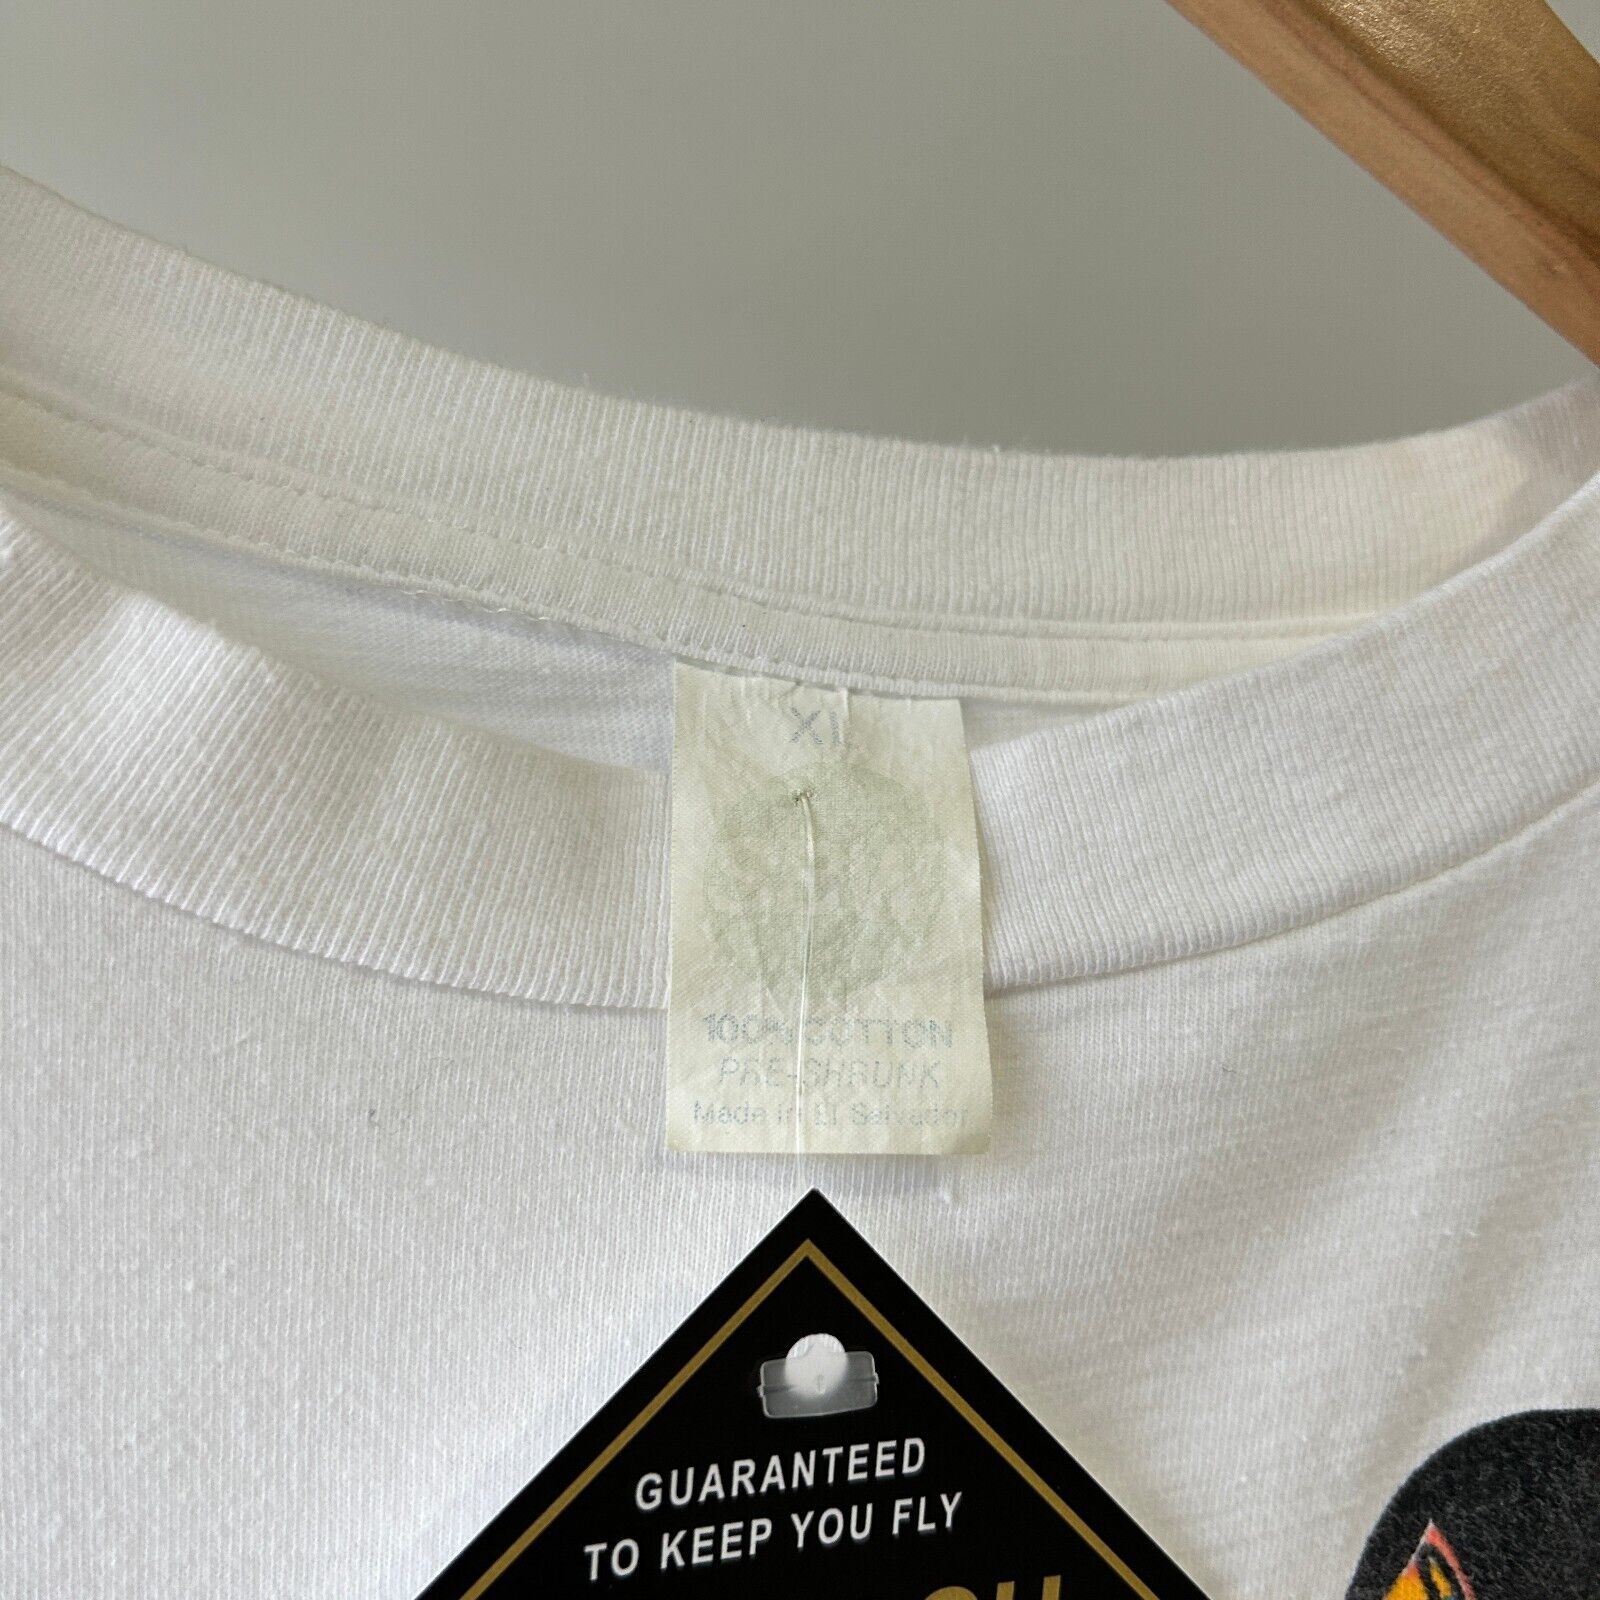 XL
100% COTTON
PRE-SHRUNK
Made in El Salvador
GUARANTEED
TO KEEP YOU FLY